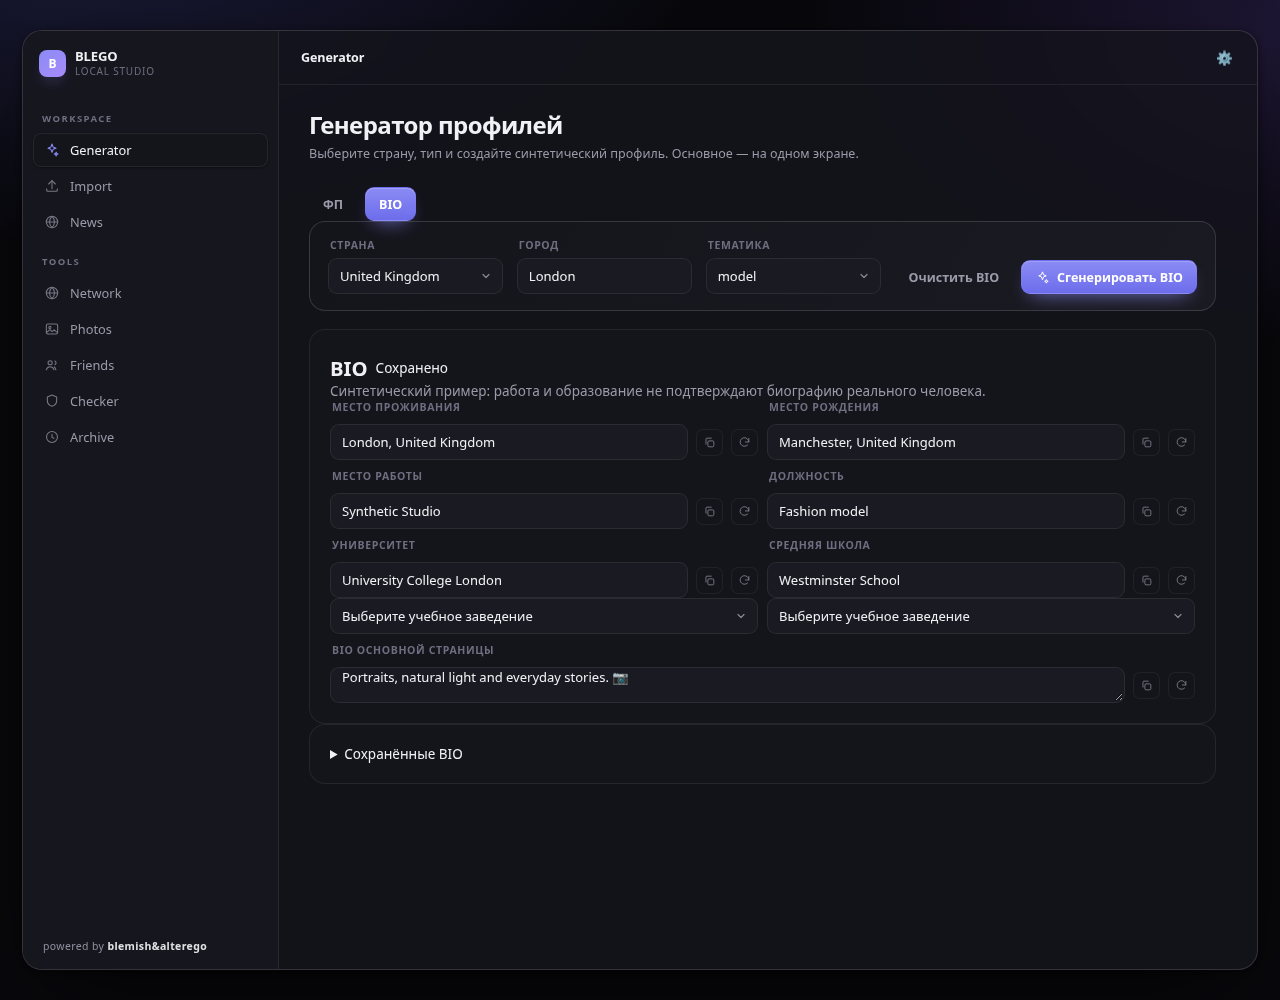 B
BLEGO
LOCAL STUDIO
WORKSPACE
Generator
Import
News
TOOLS
Network
Photos
Friends
Checker
Archive
powered by blemish&alterego
Generator
Генератор профилей
Выберите страну, тип и создайте синтетический профиль. Основное — на одном экране.
ФП
BIO
СТРАНА
ГОРОД
ТЕМАТИКА
United Kingdom
London
model
Очистить BIO
Сгенерировать BIO
BIO Сохранено
Синтетический пример: работа и образование не подтверждают биографию реального человека.
МЕСТО ПРОЖИВАНИЯ
МЕСТО РОЖДЕНИЯ
London, United Kingdom
Manchester, United Kingdom
МЕСТО РАБОТЫ
ДОЛЖНОСТЬ
Synthetic Studio
Fashion model
УНИВЕРСИТЕТ
СРЕДНЯЯ ШКОЛА
University College London
Westminster School
Выберите учебное заведение
Выберите учебное заведение
BIO ОСНОВНОЙ СТРАНИЦЫ
Portraits, natural light and everyday stories. 📷
Сохранённые BIO